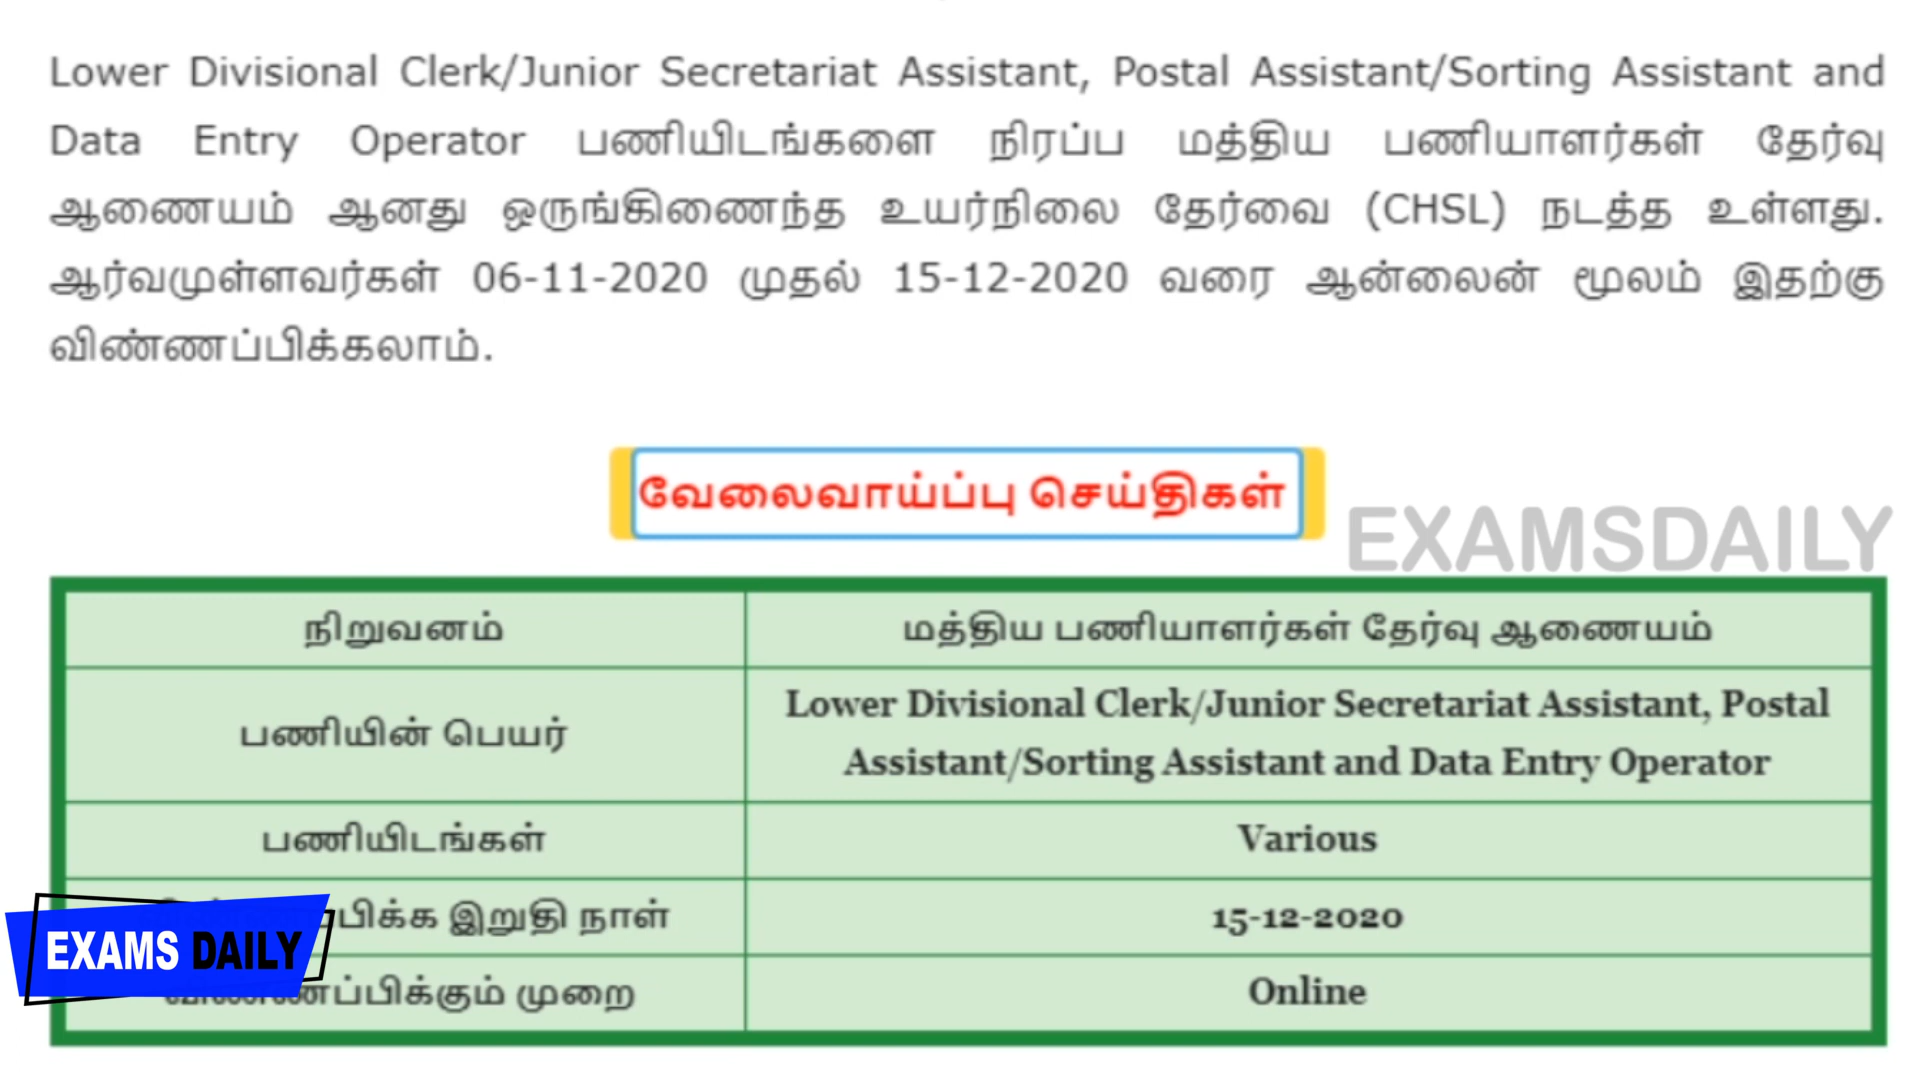 Lower Divisional Clerk/Junior Secretariat Assistant, Postal Assistant/Sorting Assistant and
Data Entry Operator பணியிடங்களை நிரப்ப மத்திய பணியாளர்கள் தேர்வு
ஆணையம் ஆனது ஒருங்கிணைந்த உயர்நிலை தேர்வை (CHSL) நடத்த உள்ளது.
ஆர்வமுள்ளவர்கள் 06-11-2020 முதல் 15-12-2020 வரை ஆன்லைன் மூலம் இதற்கு
விண்ணப்பிக்கலாம்.
வேலைவாய்ப்பு செய்திகள்
EXAMSDAILY
நிறுவனம் மத்திய பணியாளர்கள் தேர்வு ஆணையம்
பணியின் பெயர் Lower Divisional Clerk/Junior Secretariat Assistant, Postal
Assistant/Sorting Assistant and Data Entry Operator
பணியிடங்கள் Various
இறுதி நாள் 15-12-2020
EXAMS DAILY
முறை Online